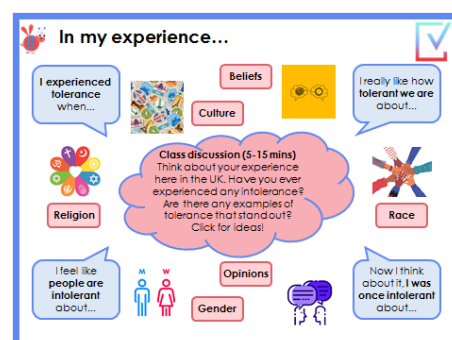 In my experience...
I experienced
tolerance
when...
Beliefs
Culture
I really like how
tolerant we are
about...
Class discussion (5-15 mins)
Think about your experience
here in the UK. Have you ever
experienced any intolerance?
Are there any examples of
tolerance that stand out?
Click for ideas!
Religion
Race
I feel like
people are
intolerant
about...
M W
Gender
Opinions
Now I think
about it, I was
once intolerant
about...